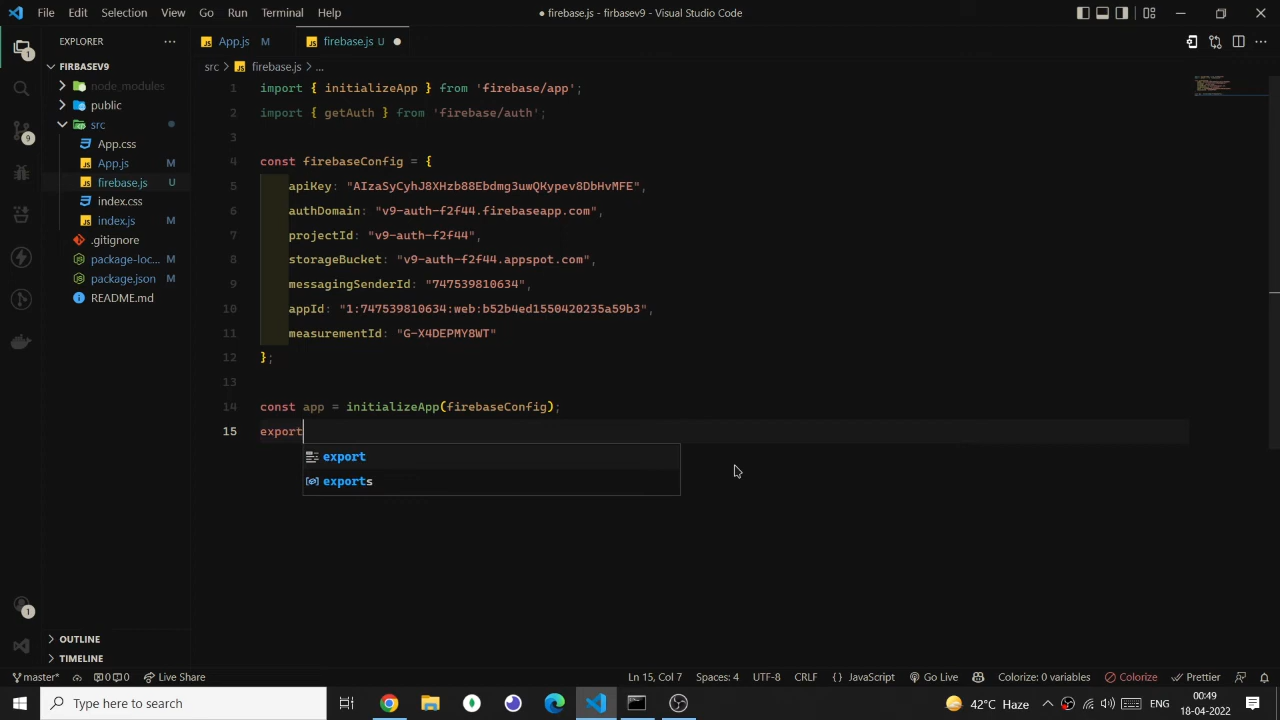 File Edit Selection View Go Run Terminal Help
● firebase.js - firbasev9 - Visual Studio Code
EXPLORER
App.js M
firebase.js U
FIRBASEV9
src > firebase.js > ...
node_modules
public
src
App.css
App.js M
firebase.js U
index.css
index.js M
.gitignore
package-loc... M
package.json M
README.md
1 import { initializeApp } from 'firebase/app';
2 import { getAuth } from 'firebase/auth';
3
4 const firebaseConfig = {
5 apiKey: "AIzaSyCyhJ8XHzb88Ebdmg3uwQKypev8DbHvMFE",
6 authDomain: "v9-auth-f2f44.firebaseapp.com",
7 projectId: "v9-auth-f2f44",
8 storageBucket: "v9-auth-f2f44.appspot.com",
9 messagingSenderId: "747539810634",
10 appId: "1:747539810634:web:b52b4ed1550420235a59b3",
11 measurementId: "G-X4DEPMY8WT"
12 };
13
14 const app = initializeApp(firebaseConfig);
15 export
export
exports
1
9
1
OUTLINE
TIMELINE
master* 0 0 Live Share
Ln 15, Col 7 Spaces: 4 UTF-8 CRLF {} JavaScript Go Live Colorize: 0 variables Colorize Prettier
Type here to search
42°C Haze
ENG
00:49
18-04-2022